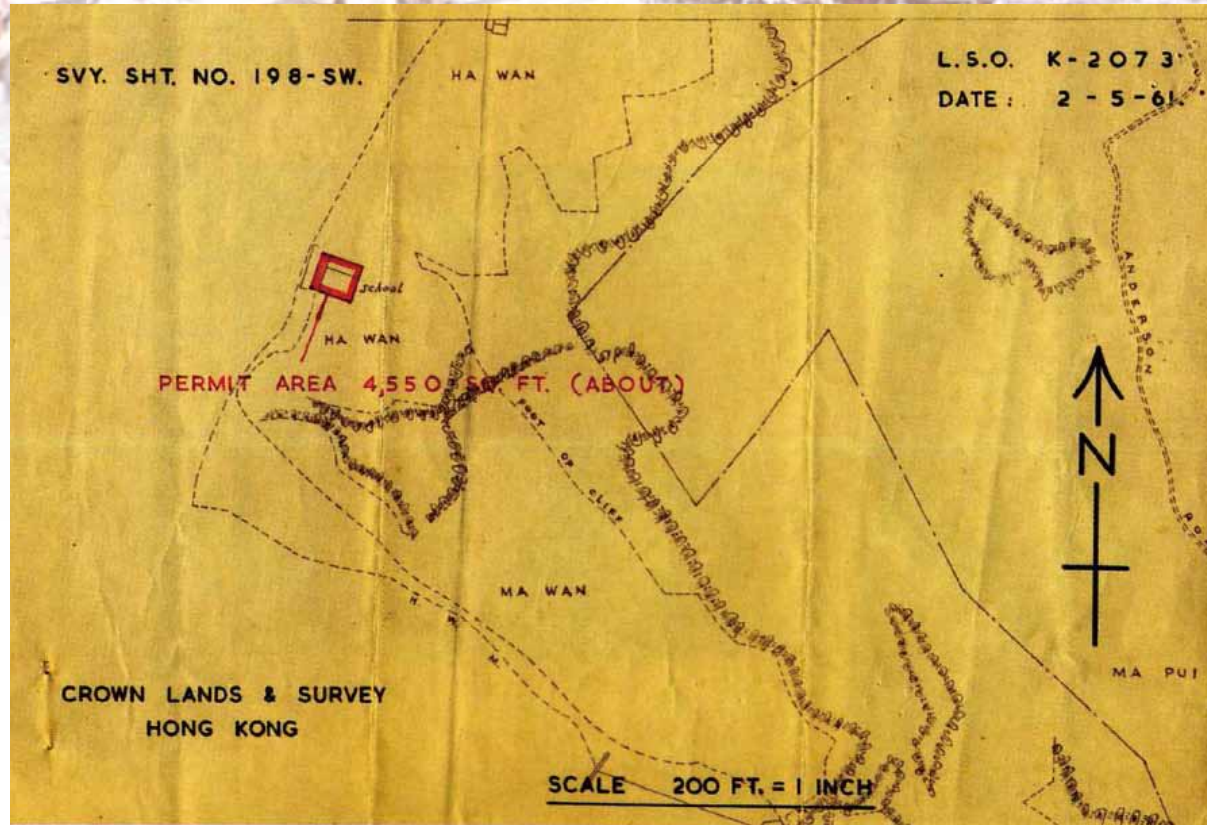 SVY. SHT. NO. 198-SW.
HA WAN
L.S.O. K-2073
DATE: 2-5-61.
ANDERSON
School
HA WAN
PERMIT AREA 4,550 SQ. FT. (ABOUT)
FOOT OF CLIFF
N
MA WAN
H. W. M.
MA PUI
CROWN LANDS & SURVEY
HONG KONG
SCALE 200 FT. = 1 INCH